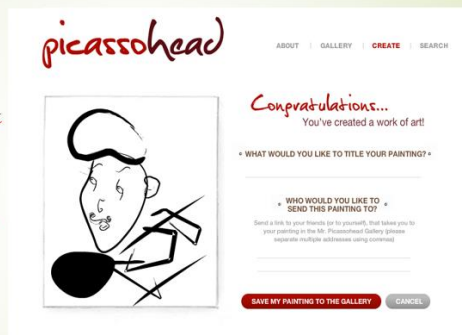 picassohead
ABOUT | GALLERY | CREATE | SEARCH
Congratulations...
You've created a work of art!
• WHAT WOULD YOU LIKE TO TITLE YOUR PAINTING? •
• WHO WOULD YOU LIKE TO
SEND THIS PAINTING TO? •
Send a link to your friends (or to yourself), that takes you to
your painting in the Mr. Picassohead Gallery (please
separate multiple addresses using commas)
SAVE MY PAINTING TO THE GALLERY
CANCEL